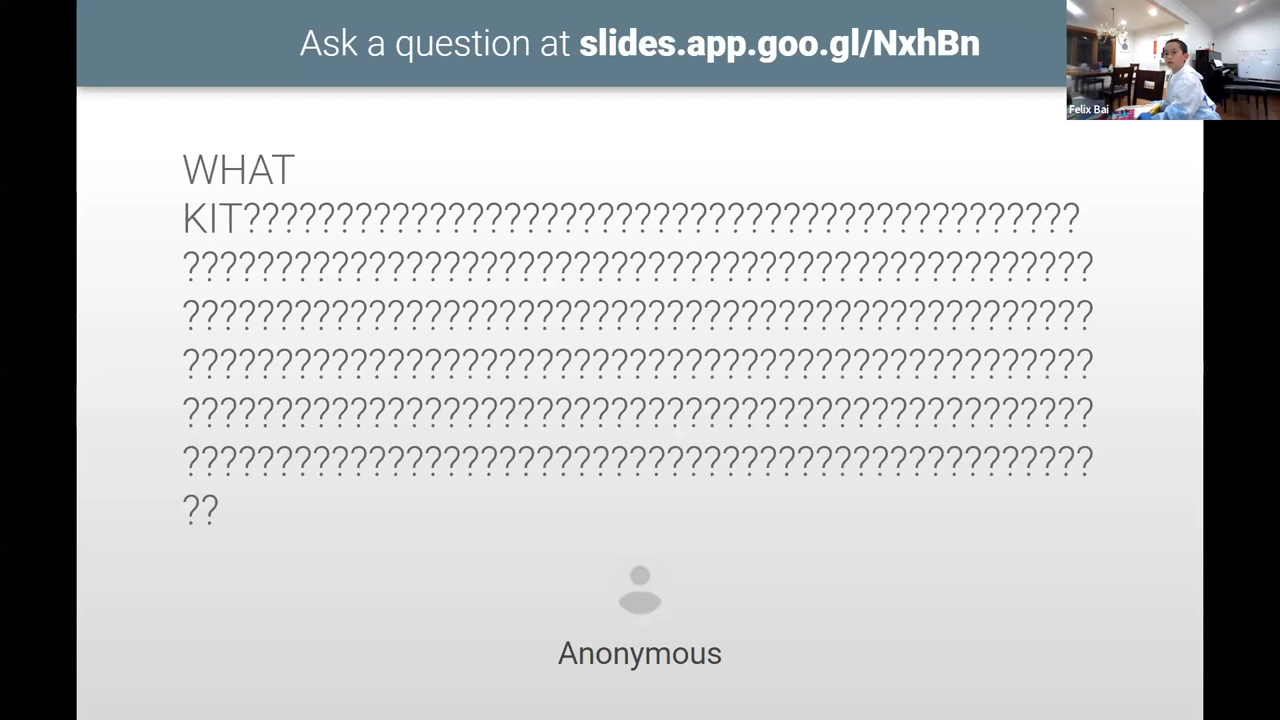 Ask a question at slides.app.goo.gl/NxhBn
Felix Bai
WHAT
KIT?????????????????????????????????????????????
?????????????????????????????????????????????????
?????????????????????????????????????????????????
?????????????????????????????????????????????????
?????????????????????????????????????????????????
?????????????????????????????????????????????????
??
Anonymous